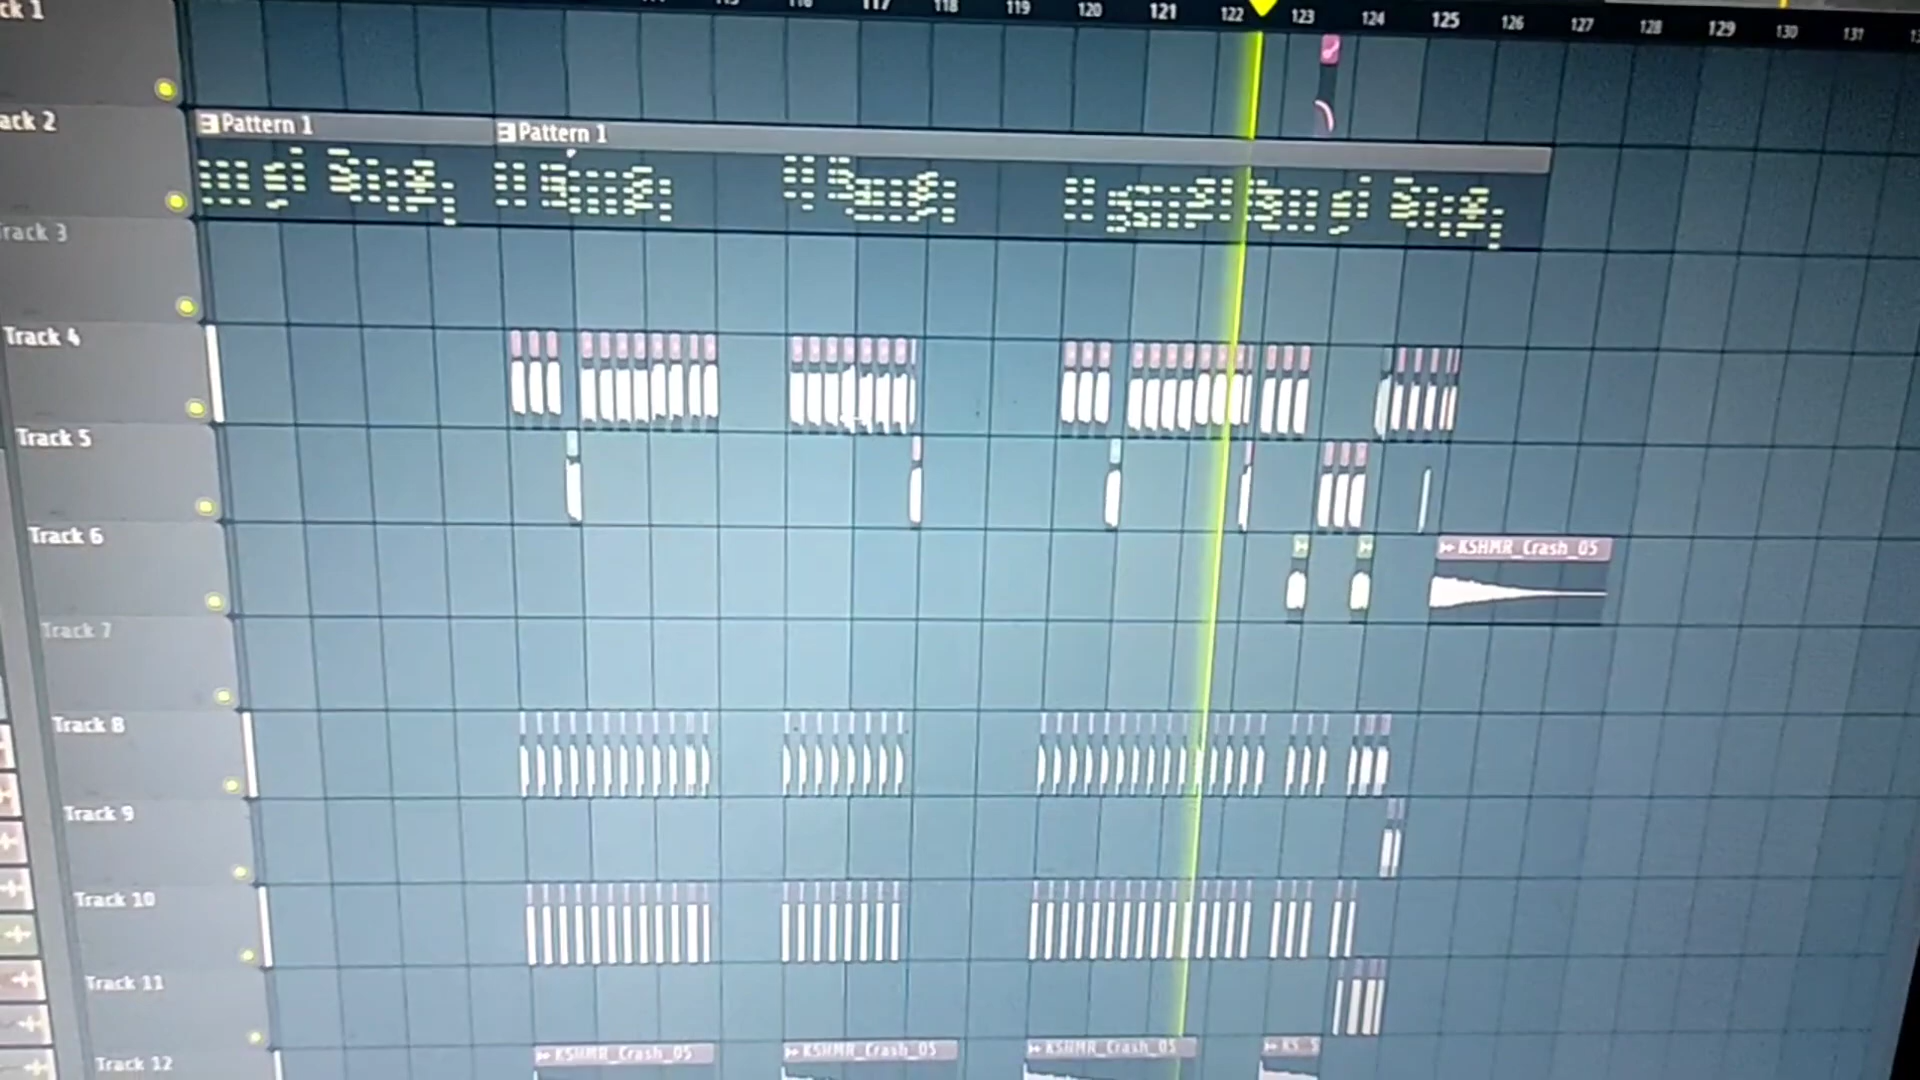 ck 1
117 118 119 120 121 122 123 124 125 126 127 128 129 130 131
ack 2
Pattern 1
Pattern 1
Track 3
Track 4
Track 5
Track 6
KSHMR_Crash_05
Track 7
Track 8
Track 9
Track 10
Track 11
Track 12
KSHMR_Crash_05
KSHMR_Crash_05
KSHMR_Crash_05